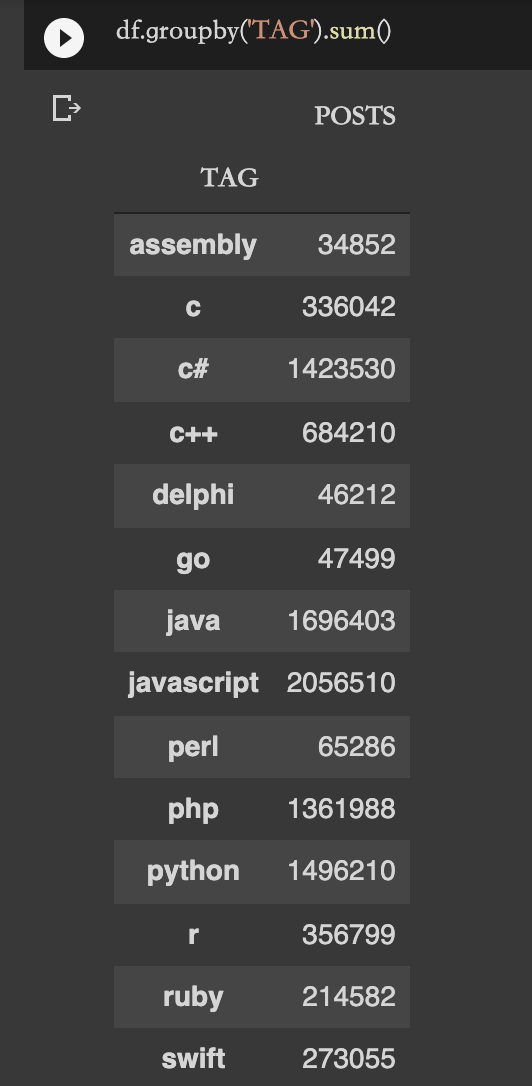 df.groupby('TAG').sum()
POSTS
TAG
assembly 34852
c 336042
c# 1423530
c++ 684210
delphi 46212
go 47499
java 1696403
javascript 2056510
perl 65286
php 1361988
python 1496210
r 356799
ruby 214582
swift 273055